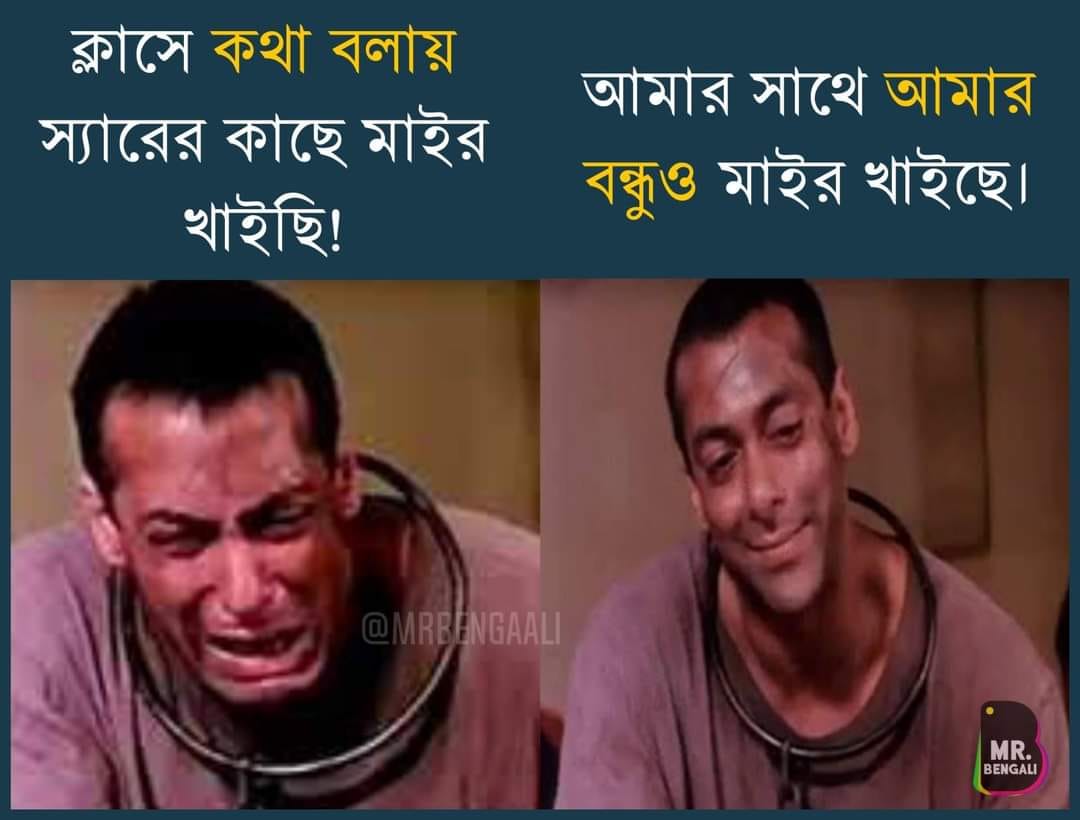 ক্লাসে কথা বলায়
স্যারের কাছে মাইর
খাইছি!
আমার সাথে আমার
বন্ধুও মাইর খাইছে।
@MRBENGAALI
MR.
BENGALI